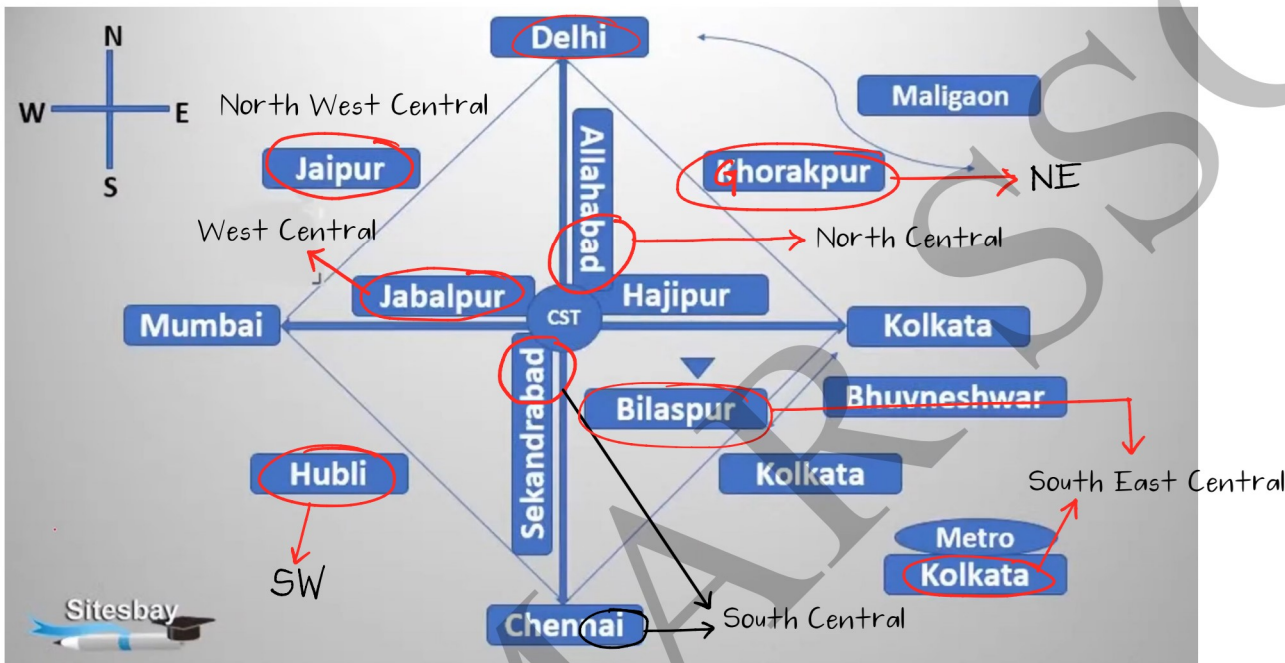 N
W E
S
Delhi
Maligaon
North West Central
Jaipur
Allahabad
Ghorakpur
NE
West Central
North Central
Jabalpur
Hajipur
CST
Mumbai
Kolkata
Sekandrabad
Bilaspur
Bhuvneshwar
Hubli
Kolkata
South East Central
Metro
Kolkata
SW
Sitesbay
Chennai
South Central